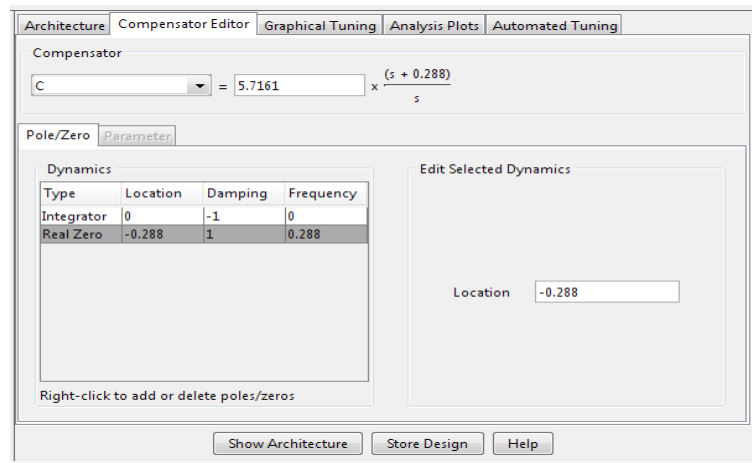 Architecture Compensator Editor Graphical Tuning Analysis Plots Automated Tuning
Compensator
C = 5.7161 x (s + 0.288)
s
Pole/Zero Parameter
Dynamics
Type Location Damping Frequency
Integrator 0 -1 0
Real Zero -0.288 1 0.288
Right-click to add or delete poles/zeros
Edit Selected Dynamics
Location -0.288
Show Architecture Store Design Help